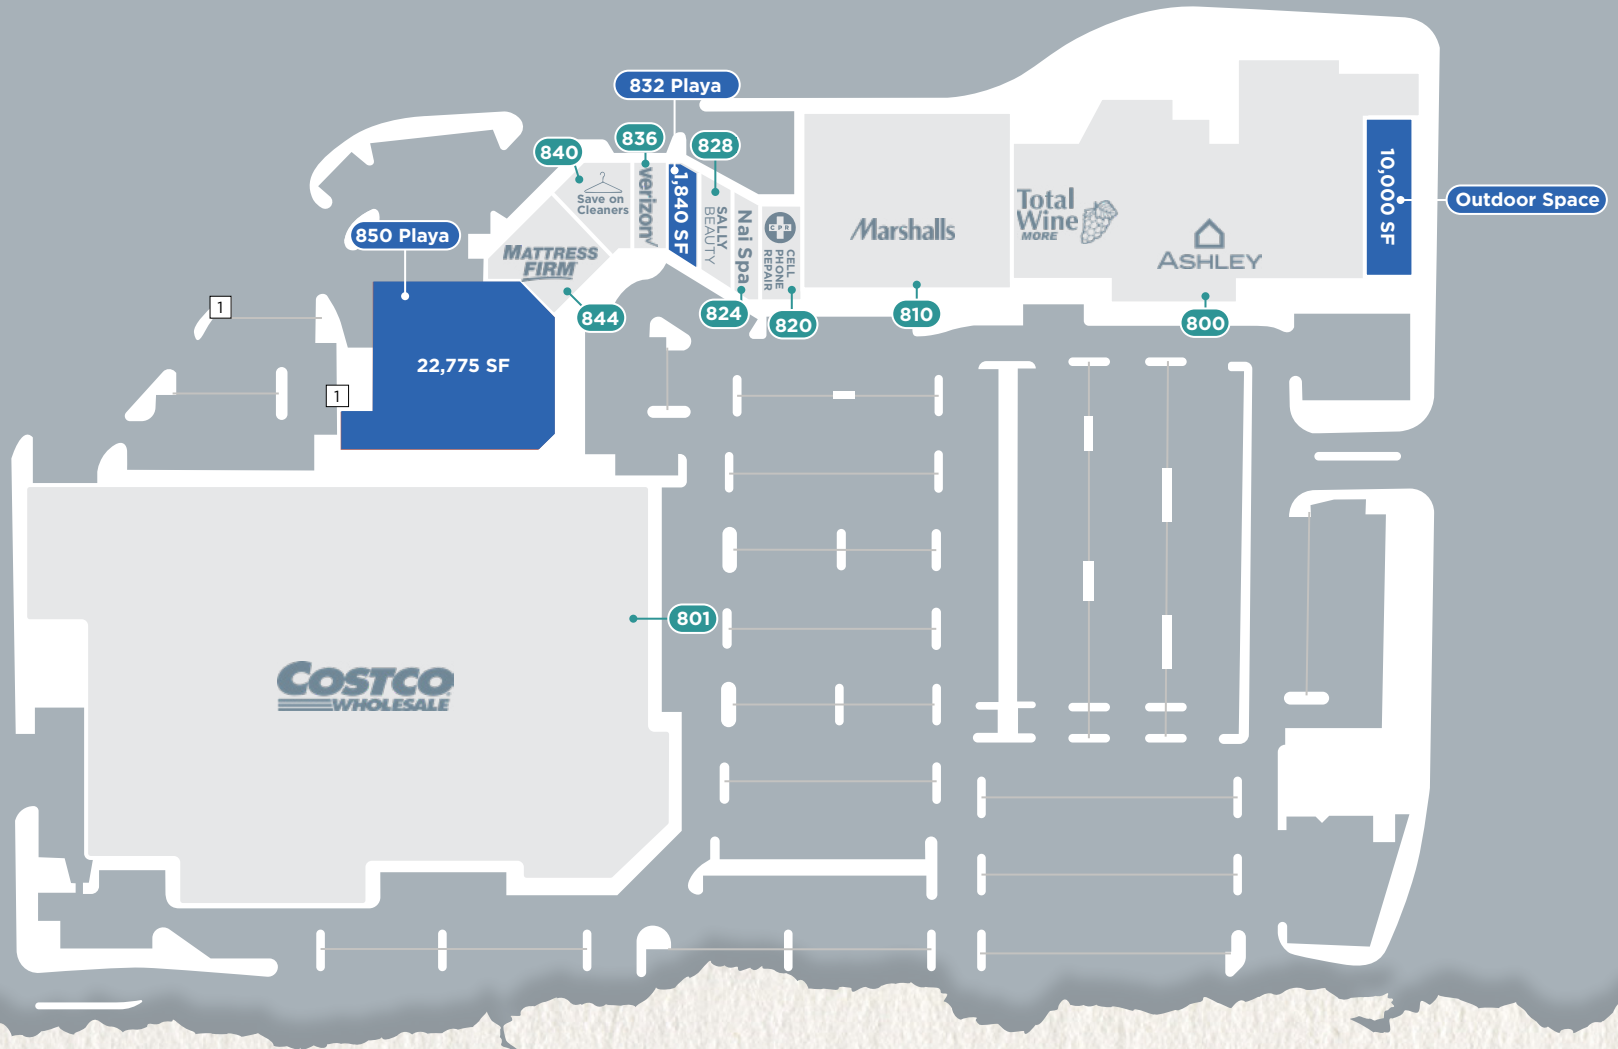 832 Playa
836
828
840
verizon
1,840 SF
Save on
Cleaners
SALLY
BEAUTY
Nai Spa
CPR
CELL
PHONE
REPAIR
Marshalls
Total
Wine
MORE
ASHLEY
10,000 SF
Outdoor Space
850 Playa
MATTRESS
FIRM
844
824
820
810
800
1
22,775 SF
1
801
COSTCO
WHOLESALE